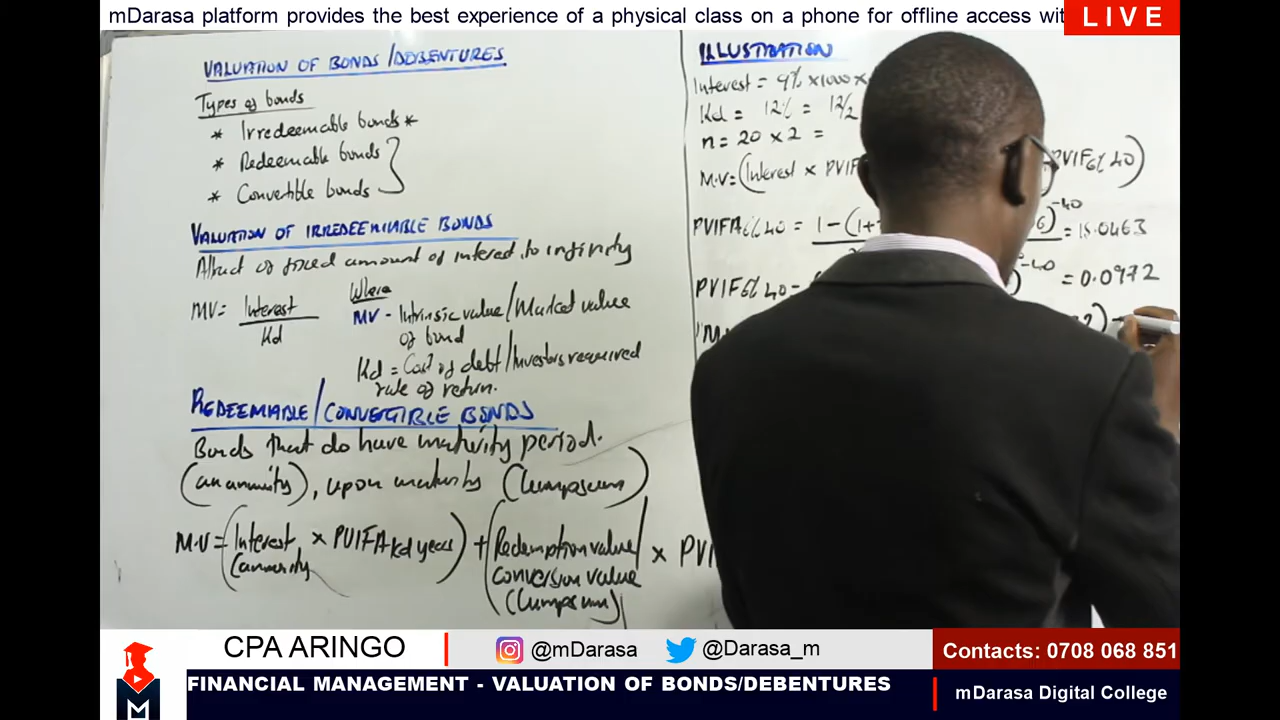 mDarasa platform provides the best experience of a physical class on a phone for offline access wit
LIVE
VALUATION OF BONDS/DEBENTURES
Types of bonds
* Irredeemable bonds *
* Redeemable bonds
* Convertible bonds
VALUATION OF IRREDEEMABLE BONDS
Attract a fixed amount of interest to infinity
MV = Interest
Kd
Where
MV - Intrinsic value/Market value
of bond
Kd = Cost of debt/Investors required
rate of return.
REDEEMABLE/CONVERTIBLE BONDS
Bonds that do have maturity period.
(an annuity), upon maturity (lumpsum)
M.V = (Interest × PVIFA Kd years) + (Redemption value/ × PVI
(annuity
conversion value
(lumpsum)
ILLUSTRATION
Interest = 9% × 1000 ×
Kd = 12% = 12/2
n = 20 × 2 =
M.V = (Interest × PVIF
PVIF 6% 40)
PVIFA 6% 40 = 1 - (1+
6)^-40
= 15.0463
PVIF 6% 40 =
)^-40 = 0.0972
CPA ARINGO
@mDarasa
@Darasa_m
Contacts: 0708 068 851
FINANCIAL MANAGEMENT - VALUATION OF BONDS/DEBENTURES
mDarasa Digital College